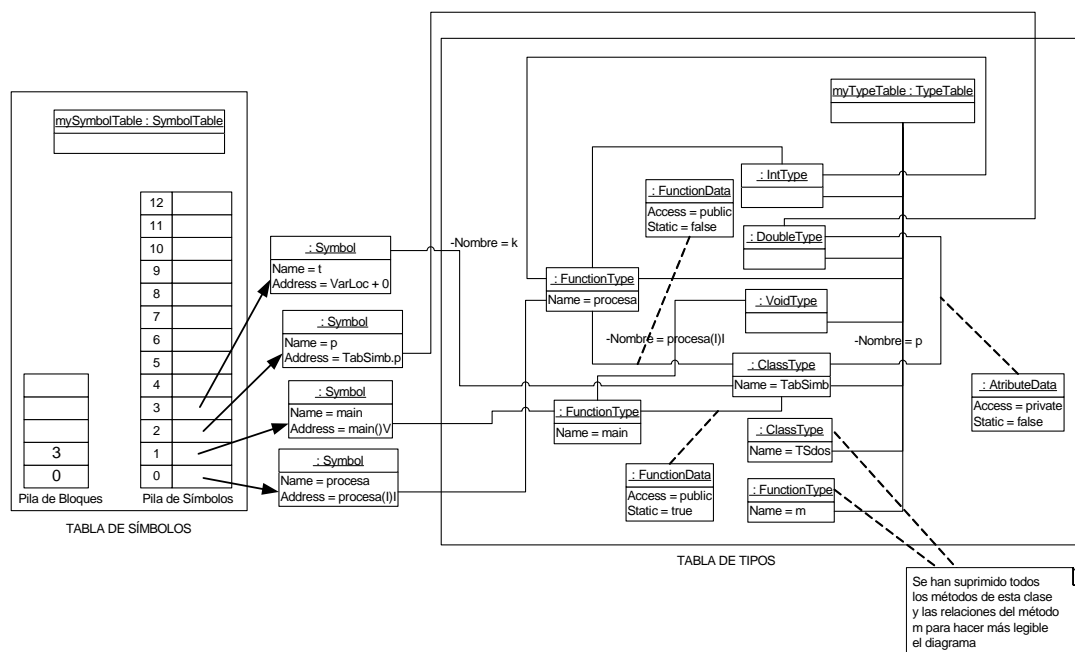 mySymbolTable : SymbolTable
12
11
10
9
8
7
6
5
4
3
2
1
0
3
0
Pila de Bloques
Pila de Símbolos
TABLA DE SÍMBOLOS
: Symbol
Name = t
Address = VarLoc + 0
: Symbol
Name = p
Address = TabSimb.p
: Symbol
Name = main
Address = main()V
: Symbol
Name = procesa
Address = procesa(I)I
-Nombre = k
myTypeTable : TypeTable
: IntType
: FunctionData
Access = public
Static = false
: DoubleType
: FunctionType
Name = procesa
: VoidType
-Nombre = procesa(I)I
-Nombre = p
: ClassType
Name = TabSimb
: AtributeData
Access = private
Static = false
: FunctionType
Name = main
: ClassType
Name = TSdos
: FunctionData
Access = public
Static = true
: FunctionType
Name = m
TABLA DE TIPOS
Se han suprimido todos
los métodos de esta clase
y las relaciones del método
m para hacer más legible
el diagrama